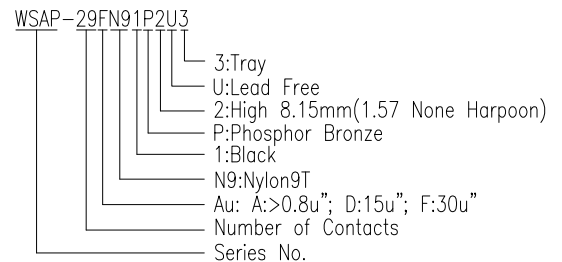 WSAP-29FN91P2U3
3:Tray
U:Lead Free
2:High 8.15mm(1.57 None Harpoon)
P:Phosphor Bronze
1:Black
N9:Nylon9T
Au: A:>0.8u”; D:15u”; F:30u”
Number of Contacts
Series No.